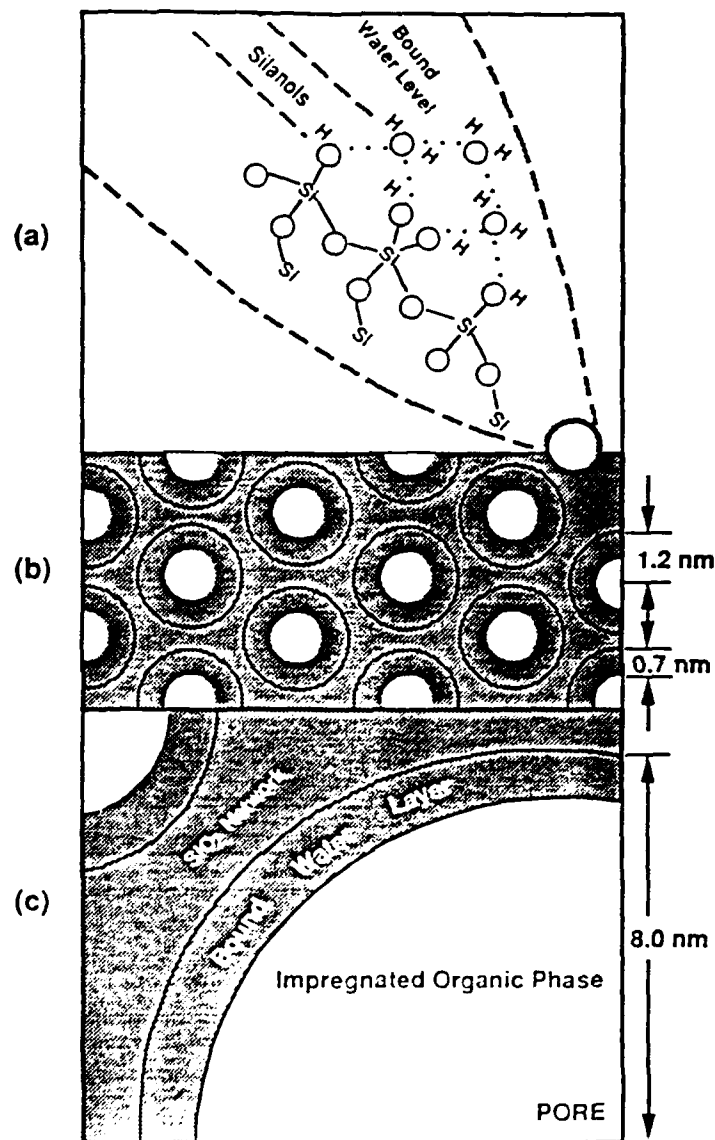 (a)
Silanols
Bound
Water Level
H
H H H
H H
H H
H
H H
H
Si
Si
Si
Si
Si
Si
(b)
1.2 nm
0.7 nm
(c)
SiO₂ Network
Bound Water Layer
8.0 nm
Impregnated Organic Phase
PORE